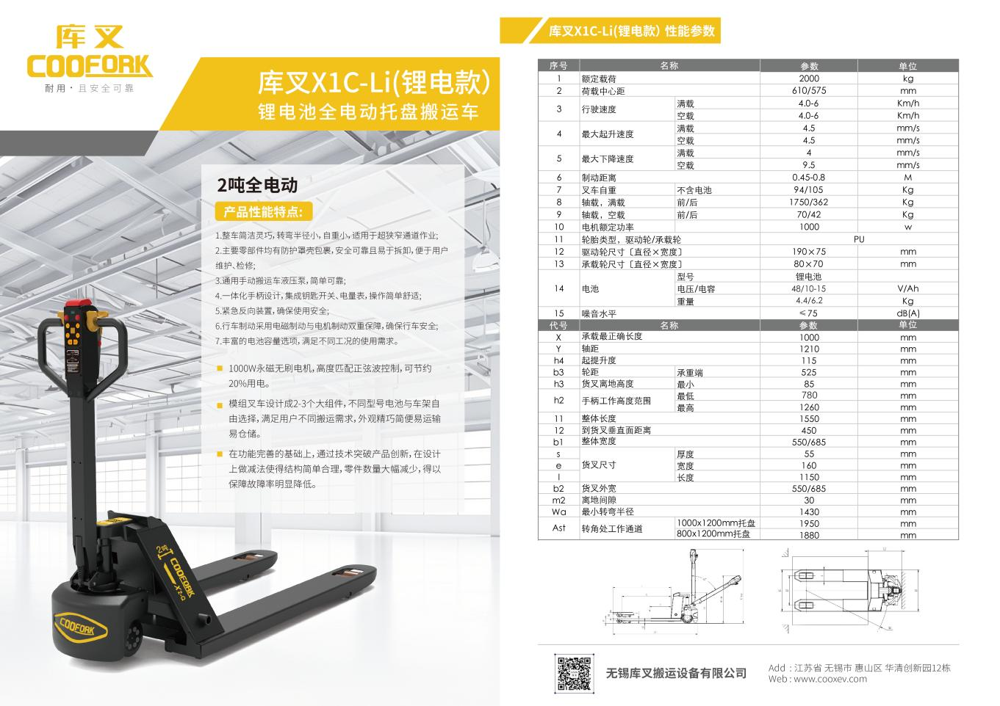 库叉
COOFORK
耐用·且安全可靠
库叉X1C-Li(锂电款)
锂电池全电动托盘搬运车
2吨全电动
产品性能特点:
1.整车简洁灵巧,转弯半径小,自重小,适用于超狭窄通道作业;
2.主要零部件均有防护罩壳包裹,安全可靠且易于拆卸,便于用户
维护、检修;
3.通用手动搬运车液压泵,简单可靠;
4.一体化手柄设计,集成钥匙开关、电量表,操作简单舒适;
5.紧急反向装置,确保使用安全;
6.行车制动采用电磁制动与电机制动双重保障,确保行车安全;
7.丰富的电池容量选项,满足不同工况的使用需求。
1000W永磁无刷电机,高度匹配正弦波控制,可节约
20%用电。
模组叉车设计成2-3个大组件,不同型号电池与车架自
由选择,满足用户不同搬运需求,外观精巧简便易运输
易仓储。
在功能完善的基础上,通过技术突破产品创新,在设计
上做减法使得结构简单合理,零件数量大幅减少,得以
保障故障率明显降低。
2吨
COOFORK
COOFORK
库叉X1C-Li(锂电款) 性能参数
序号 名称 参数 单位
1 额定载荷 2000 kg
2 荷载中心距 610/575 mm
3 行驶速度 满载 4.0-6 Km/h
空载 4.0-6 Km/h
4 最大起升速度 满载 4.5 mm/s
空载 4.5 mm/s
5 最大下降速度 满载 4 mm/s
空载 9.5 mm/s
6 制动距离 0.45-0.8 M
7 叉车自重 不含电池 94/105 Kg
8 轴载,满载 前/后 1750/362 Kg
9 轴载,空载 前/后 70/42 Kg
10 电机额定功率 1000 w
11 轮胎类型,驱动轮/承载轮 PU
12 驱动轮尺寸〔直径×宽度〕 190×75 mm
13 承载轮尺寸〔直径×宽度〕 80×70 mm
14 电池 型号 锂电池
电压/电容 48/10-15 V/Ah
重量 4.4/6.2 Kg
15 噪音水平 ≤75 dB(A)
代号 名称 参数 单位
X 承载最正确长度 1000 mm
Y 轴距 1210 mm
h4 起提升度 115 mm
b3 轮距 承重端 525 mm
h3 货叉离地高度 最小 85 mm
h2 手柄工作高度范围 最低 780 mm
最高 1260 mm
11 整体长度 1550 mm
12 到货叉垂直面距离 450 mm
b1 整体宽度 550/685 mm
s 货叉尺寸 厚度 55 mm
e 宽度 160 mm
l 长度 1150 mm
b2 货叉外宽 550/685 mm
m2 离地间隙 30 mm
Wa 最小转弯半径 1430 mm
Ast 转角处工作通道 1000x1200mm托盘 1950 mm
800x1200mm托盘 1880 mm
无锡库叉搬运设备有限公司
Add : 江苏省 无锡市 惠山区 华清创新园12栋
Web : www.cooxev.com